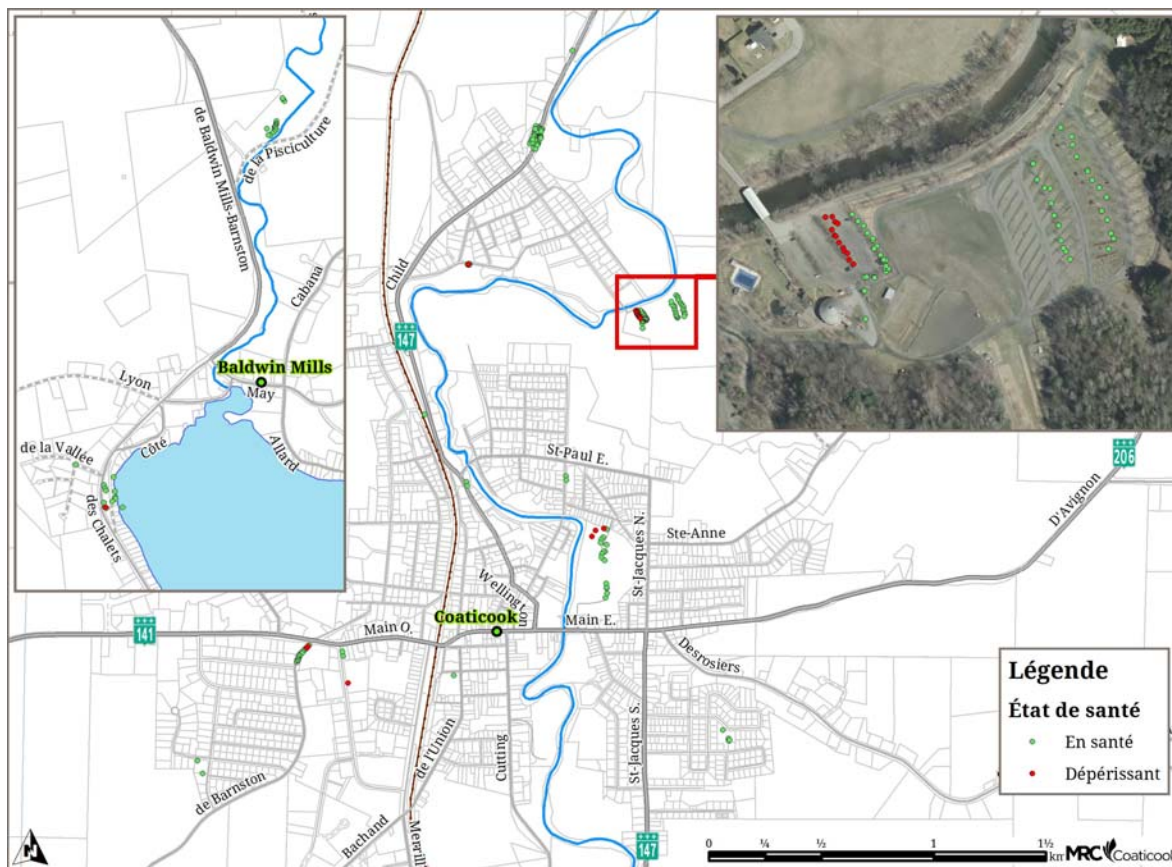 de Baldwin Mills-Barnston
de la Pisciculture
Cabana
Baldwin Mills
Lyon
May
Côté
Allard
de la Vallée
des Chalets
Child
147
St-Paul E.
206
D'Avignon
Ste-Anne
St-Jacques N.
Wellington
Coaticook
Main E.
141
Main O.
Desrosiers
St-Jacques S.
de l'Union
Cutting
de Barnston
Bachand
Merrill
147
Légende
État de santé
En santé
Dépérissant
N
0 ¼ ½ 1 1½
km
MRC Coaticook